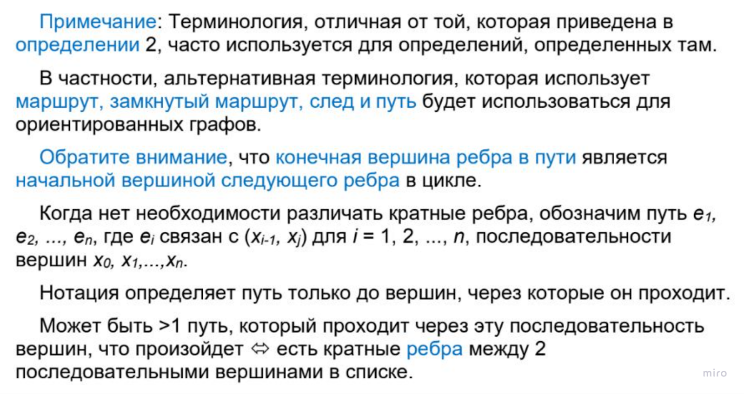 Примечание: Терминология, отличная от той, которая приведена в
определении 2, часто используется для определений, определенных там.
В частности, альтернативная терминология, которая использует
маршрут, замкнутый маршрут, след и путь будет использоваться для
ориентированных графов.
Обратите внимание, что конечная вершина ребра в пути является
начальной вершиной следующего ребра в цикле.
Когда нет необходимости различать кратные ребра, обозначим путь e₁,
e₂, ..., eₙ, где eᵢ связан с (xᵢ₋₁, xⱼ) для i = 1, 2, ..., n, последовательности
вершин x₀, x₁,...,xₙ.
Нотация определяет путь только до вершин, через которые он проходит.
Может быть >1 путь, который проходит через эту последовательность
вершин, что произойдет ⇔ есть кратные ребра между 2
последовательными вершинами в списке.
miro